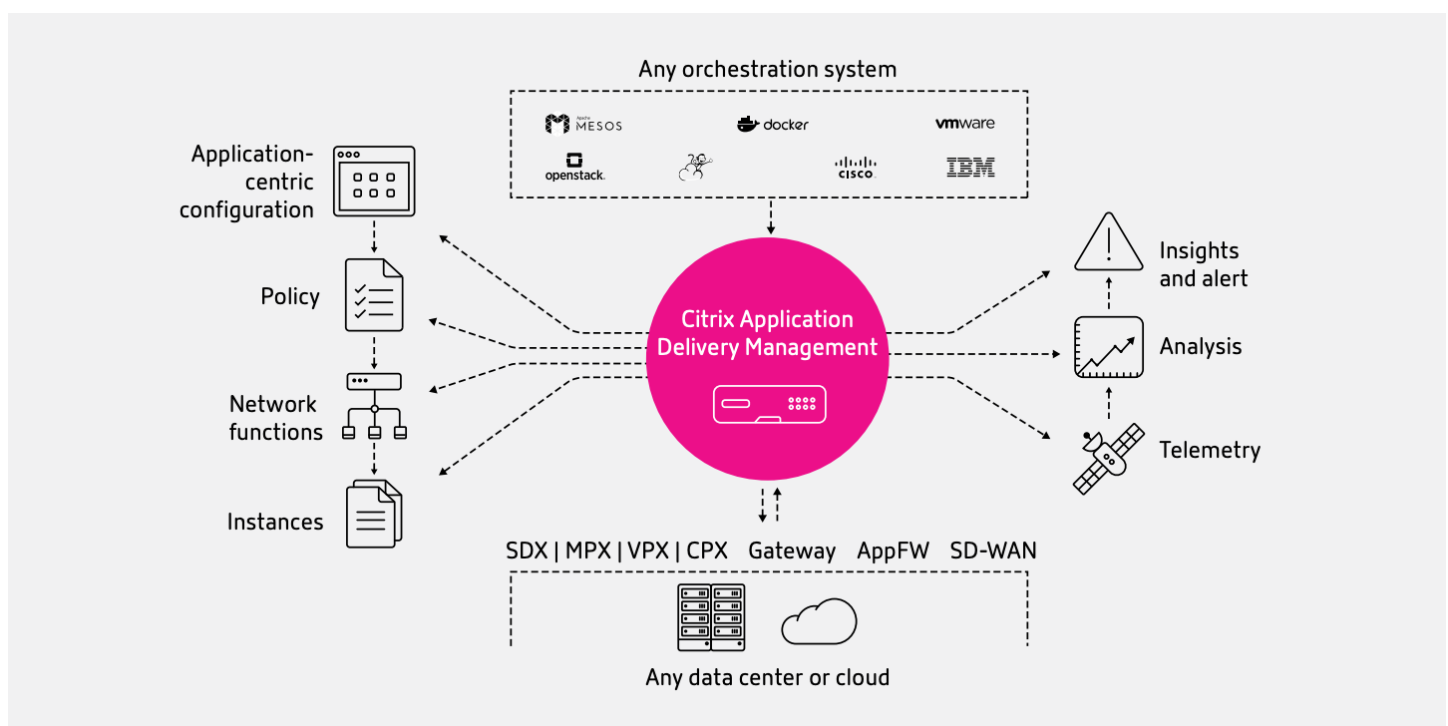 Any orchestration system
Apache
MESOS
docker
vmware
openstack.
CISCO
IBM
Application-
centric
configuration
Policy
Network
functions
Instances
Citrix Application
Delivery Management
Insights
and alert
Analysis
Telemetry
SDX | MPX | VPX | CPX Gateway AppFW SD-WAN
Any data center or cloud